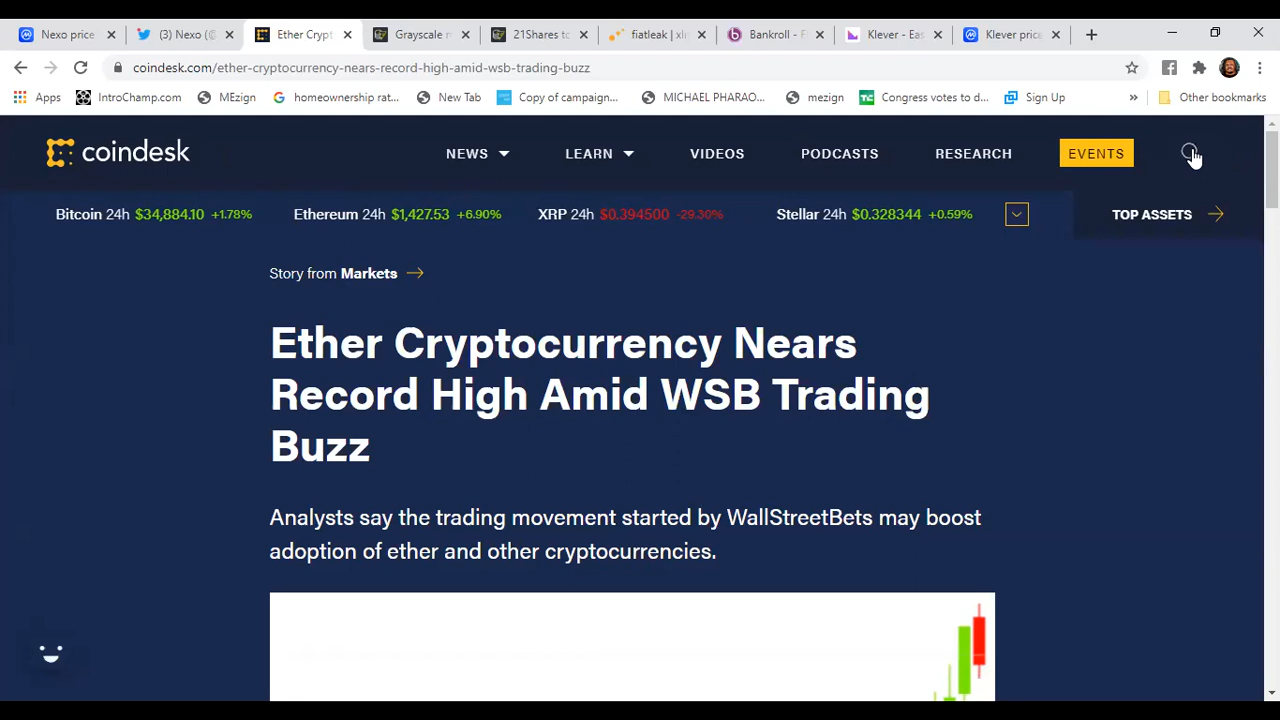 Nexo price
(3) Nexo (@
Ether Crypt
Grayscale n
21Shares to
fiatleak | xl
Bankroll - F
Klever - Eas
Klever price
coindesk.com/ether-cryptocurrency-nears-record-high-amid-wsb-trading-buzz
Apps
IntroChamp.com
MEzign
homeownership rat...
New Tab
Copy of campaign...
MICHAEL PHARAO...
mezign
Congress votes to d...
Sign Up
»
Other bookmarks
coindesk
NEWS
LEARN
VIDEOS
PODCASTS
RESEARCH
EVENTS
Bitcoin 24h $34,884.10 +1.78%
Ethereum 24h $1,427.53 +6.90%
XRP 24h $0.394500 -29.30%
Stellar 24h $0.328344 +0.59%
TOP ASSETS
Story from Markets
Ether Cryptocurrency Nears
Record High Amid WSB Trading
Buzz
Analysts say the trading movement started by WallStreetBets may boost
adoption of ether and other cryptocurrencies.